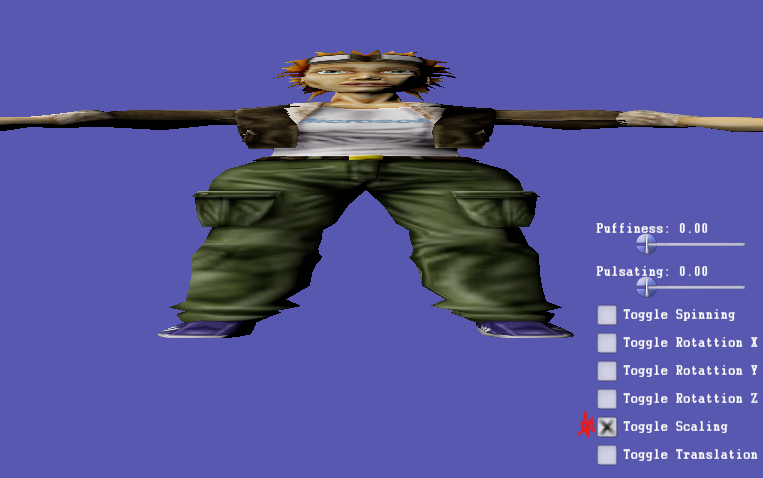 Puffiness: 0.00
Pulsating: 0.00
Toggle Spinning
Toggle Rotattion X
Toggle Rotattion Y
Toggle Rotattion Z
Toggle Scaling
Toggle Translation